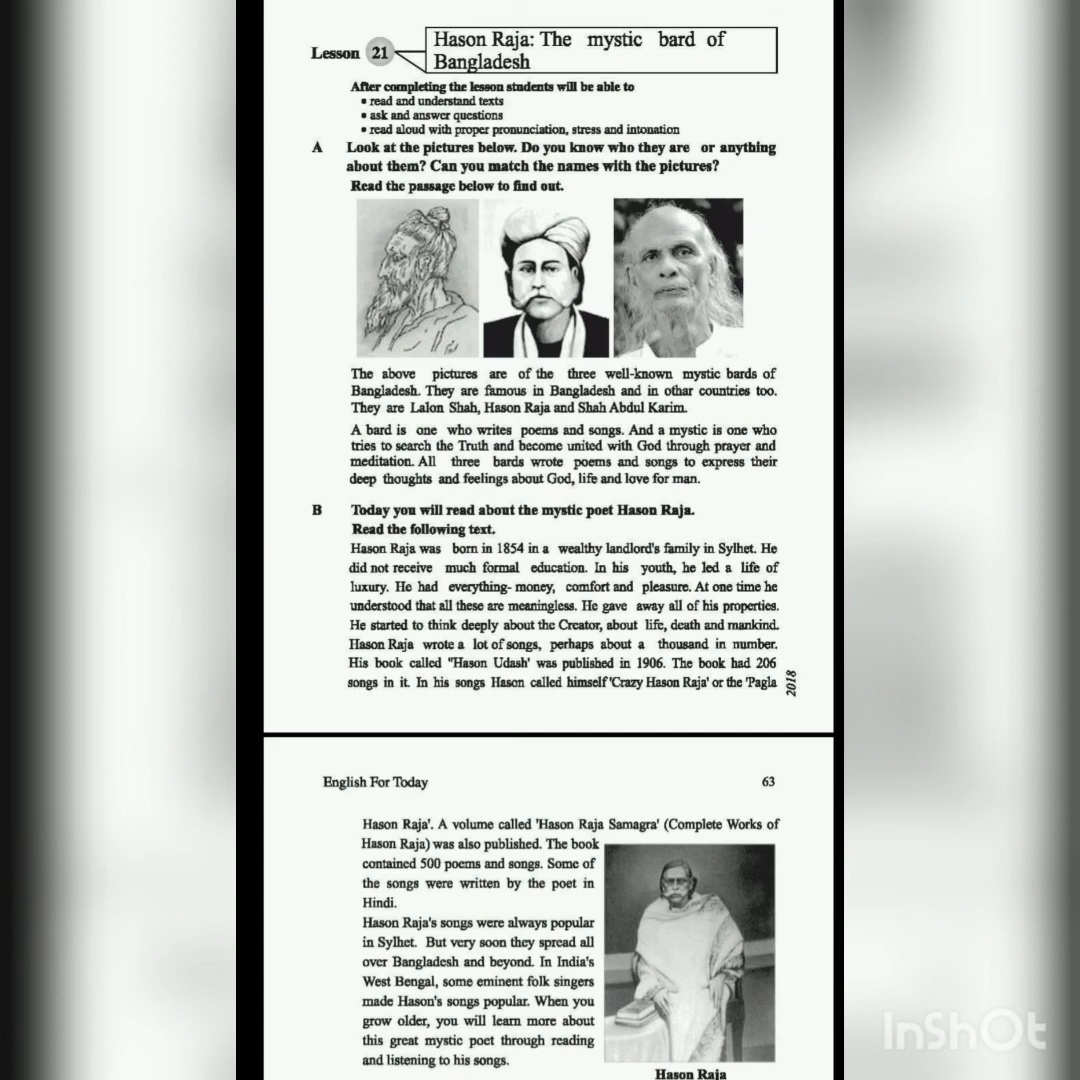 Lesson 21
Hason Raja: The mystic bard of
Bangladesh
After completing the lesson students will be able to
• read and understand texts
• ask and answer questions
• read aloud with proper pronunciation, stress and intonation
A Look at the pictures below. Do you know who they are or anything
about them? Can you match the names with the pictures?
Read the passage below to find out.
The above pictures are of the three well-known mystic bards of
Bangladesh. They are famous in Bangladesh and in othar countries too.
They are Lalon Shah, Hason Raja and Shah Abdul Karim.
A bard is one who writes poems and songs. And a mystic is one who
tries to search the Truth and become united with God through prayer and
meditation. All three bards wrote poems and songs to express their
deep thoughts and feelings about God, life and love for man.
B Today you will read about the mystic poet Hason Raja.
Read the following text.
Hason Raja was born in 1854 in a wealthy landlord's family in Sylhet. He
did not receive much formal education. In his youth, he led a life of
luxury. He had everything- money, comfort and pleasure. At one time he
understood that all these are meaningless. He gave away all of his properties.
He started to think deeply about the Creator, about life, death and mankind.
Hason Raja wrote a lot of songs, perhaps about a thousand in number.
His book called "Hason Udash' was published in 1906. The book had 206
songs in it. In his songs Hason called himself 'Crazy Hason Raja' or the 'Pagla
2018
English For Today 63
Hason Raja'. A volume called 'Hason Raja Samagra' (Complete Works of
Hason Raja) was also published. The book
contained 500 poems and songs. Some of
the songs were written by the poet in
Hindi.
Hason Raja's songs were always popular
in Sylhet. But very soon they spread all
over Bangladesh and beyond. In India's
West Bengal, some eminent folk singers
made Hason's songs popular. When you
grow older, you will learn more about
this great mystic poet through reading
and listening to his songs.
Hason Raja
InShOt